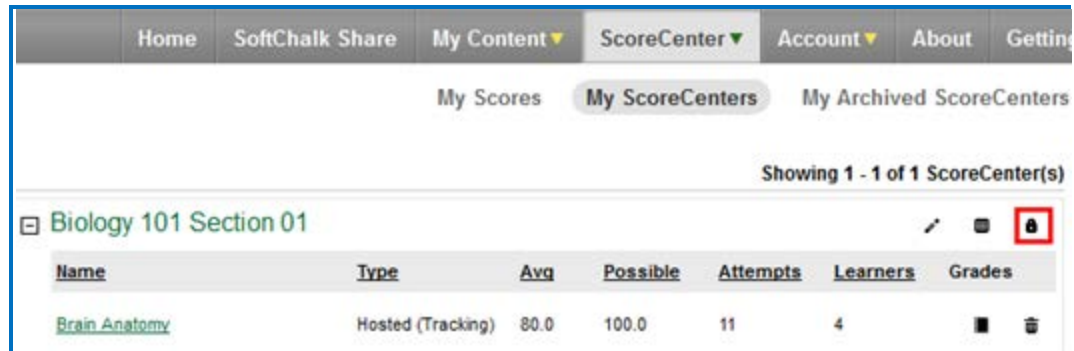 Home SoftChalk Share My Content ScoreCenter Account About Getting
My Scores My ScoreCenters My Archived ScoreCenters
Showing 1 - 1 of 1 ScoreCenter(s)
Biology 101 Section 01
Name Type Avg Possible Attempts Learners Grades
Brain Anatomy Hosted (Tracking) 80.0 100.0 11 4